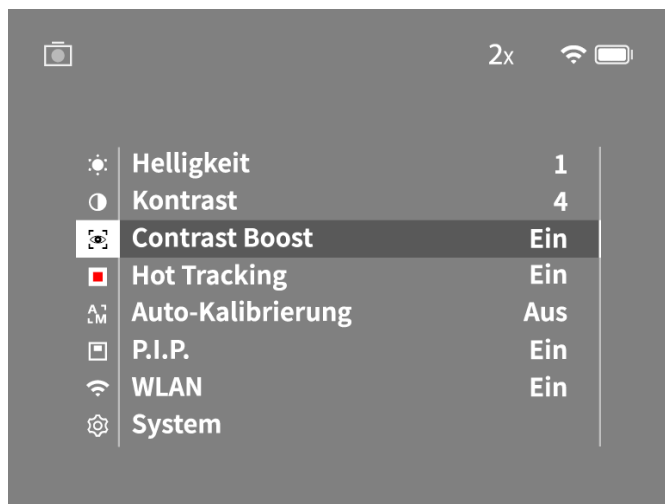 2x
Helligkeit 1
Kontrast 4
Contrast Boost Ein
Hot Tracking Ein
A M Auto-Kalibrierung Aus
P.I.P. Ein
WLAN Ein
System